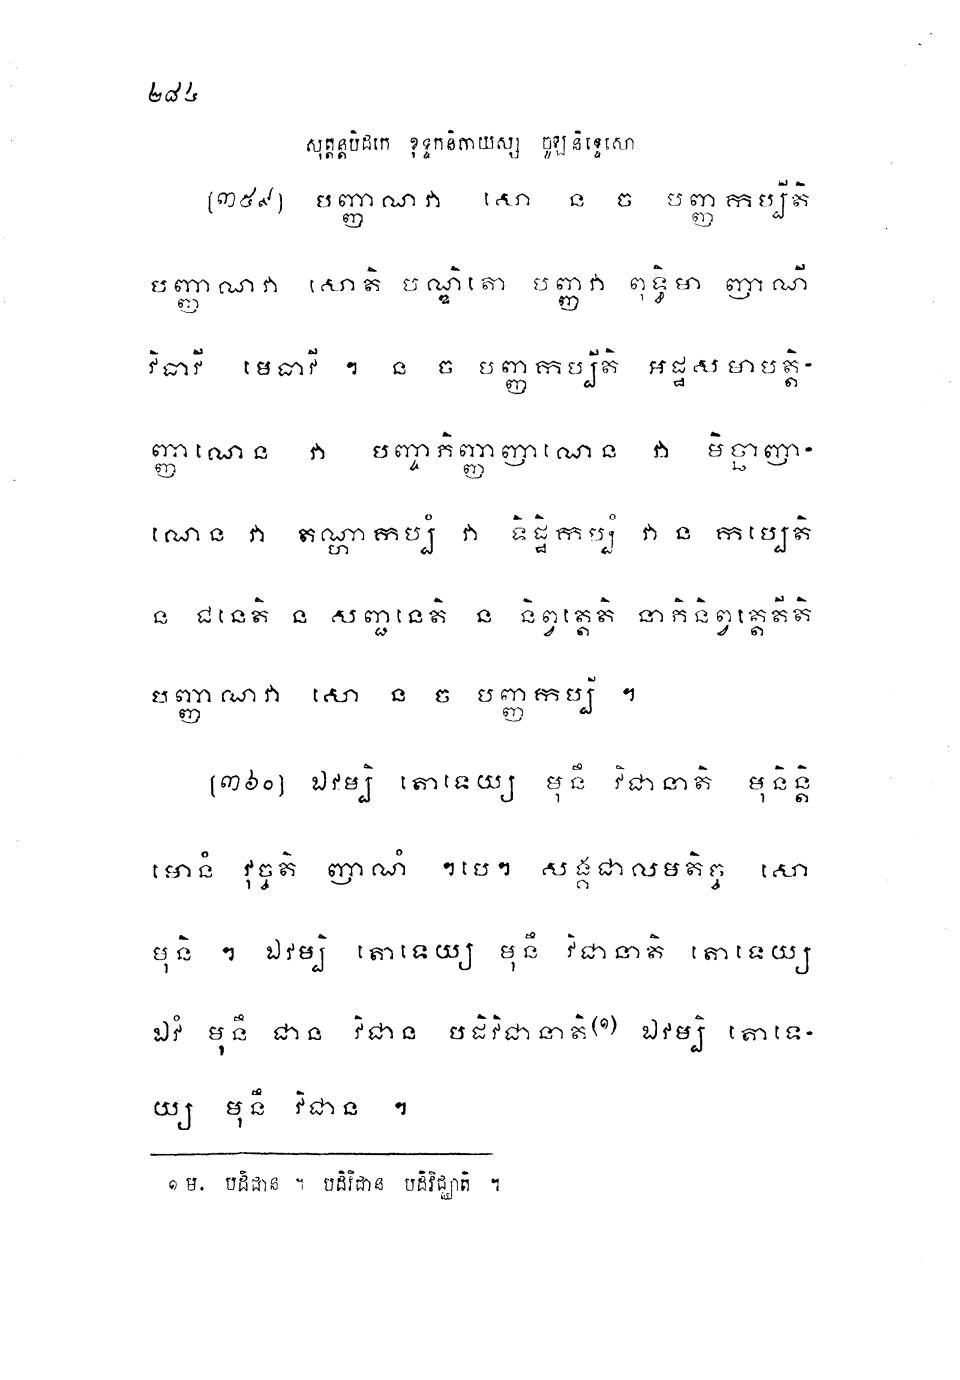 ២៨៤
សុត្តន្តបិដកេ ខុទ្ទកនិកាយស្ស ចូឡនិទ្ទេសោ
(៣៥៩) បញ្ញាណវា សោ ន ច បញ្ញកប្បីតិ
បញ្ញាណវា សោតិ បណ្ឌិតោ បញ្ញវា ពុទ្ធិមា ញាណី
វិភាវី មេធាវី ។ ន ច បញ្ញកប្បីតិ អដ្ឋសមាបត្តិ-
ញ្ញាណេន វា បញ្ចាភិញ្ញាញាណេន វា មិច្ឆាញា-
ណេន វា តណ្ហាកប្បំ វា ទិដ្ឋិកប្បំ វា ន កប្បេតិ
ន ជនេតិ ន សញ្ជនេតិ ន និព្វត្តេតិ នាភិនិព្វត្តេតីតិ
បញ្ញាណវា សោ ន ច បញ្ញកប្បី ។
(៣៦០) ឯវម្បិ តោទេយ្យ មុនឹ វិជានាតិ មុនិន្តិ
មោនំ វុច្ចតិ ញាណំ ។បេ។ សង្គជាលមតិច្ច សោ
មុនិ ។ ឯវម្បិ តោទេយ្យ មុនឹ វិជានាតិ តោទេយ្យ
ឯវំ មុនឹ ជាន វិជាន បដិវិជានាតិ(១) ឯវម្បិ តោទេ-
យ្យ មុនឹ វិជាន ។
១ ម. បដិជាន ។ បដិវិជាន បដិវិជ្ឈាតិ ។